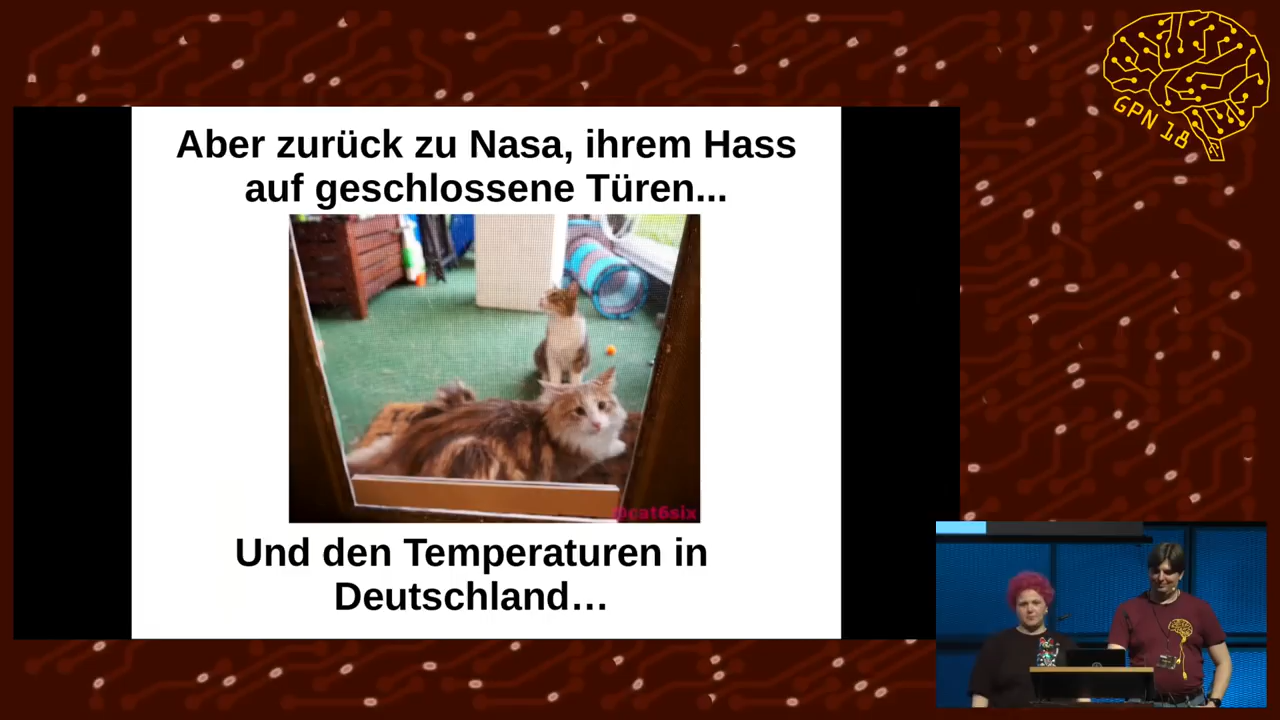 GPN 18
Aber zurück zu Nasa, ihrem Hass
auf geschlossene Türen...
@cat6six
Und den Temperaturen in
Deutschland…